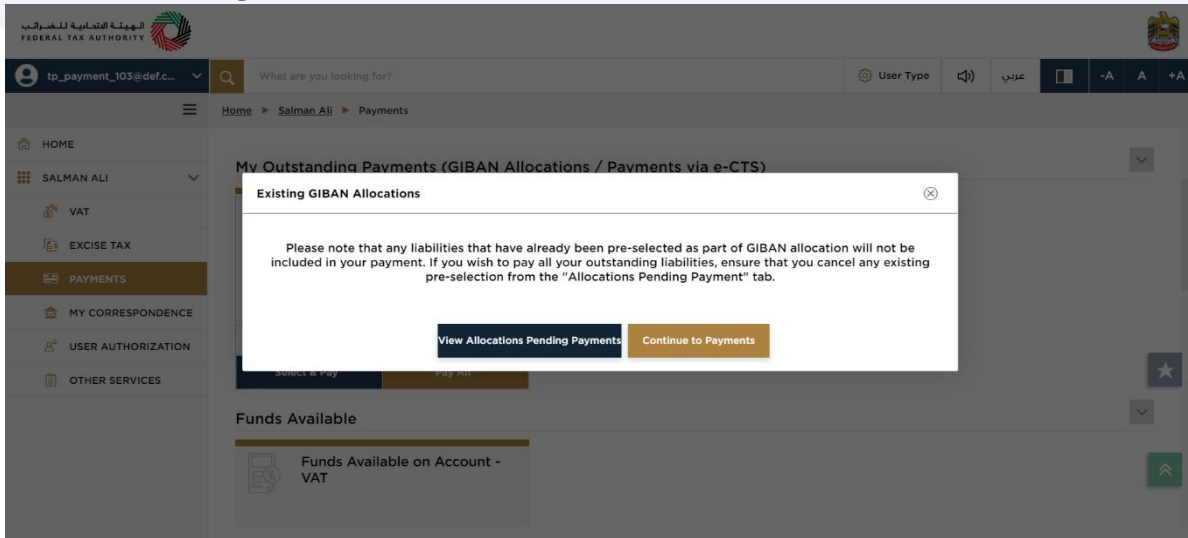 الهيئة الاتحادية للضرائب
FEDERAL TAX AUTHORITY
tp_payment_103@def.c...
What are you looking for?
User Type
عربي
-A A +A
Home ▶ Salman Ali ▶ Payments
HOME
SALMAN ALI
VAT
EXCISE TAX
PAYMENTS
MY CORRESPONDENCE
USER AUTHORIZATION
OTHER SERVICES
My Outstanding Payments (GIBAN Allocations / Payments via e-CTS)
Existing GIBAN Allocations
Please note that any liabilities that have already been pre-selected as part of GIBAN allocation will not be
included in your payment. If you wish to pay all your outstanding liabilities, ensure that you cancel any existing
pre-selection from the "Allocations Pending Payment" tab.
View Allocations Pending Payments
Continue to Payments
Select & Pay
Pay All
Funds Available
Funds Available on Account -
VAT